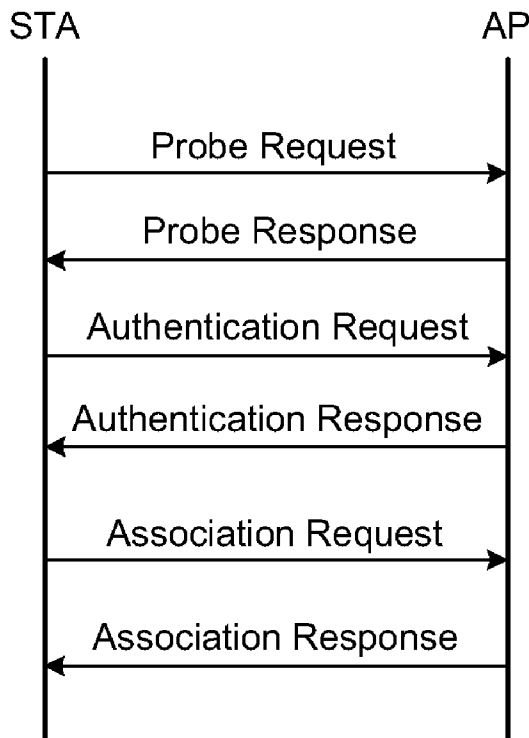 STA
AP
Probe Request
Probe Response
Authentication Request
Authentication Response
Association Request
Association Response